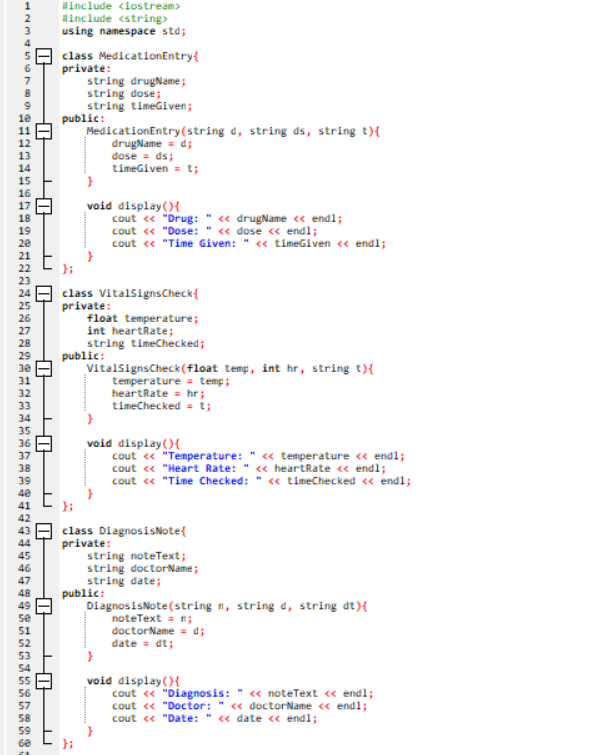 1 #include <iostream>
2 #include <string>
3 using namespace std;
4
5 class MedicationEntry{
6 private:
7     string drugName;
8     string dose;
9     string timeGiven;
10 public:
11     MedicationEntry(string d, string ds, string t){
12         drugName = d;
13         dose = ds;
14         timeGiven = t;
15     }
16
17     void display(){
18         cout << "Drug: " << drugName << endl;
19         cout << "Dose: " << dose << endl;
20         cout << "Time Given: " << timeGiven << endl;
21     }
22 };
23
24 class VitalSignsCheck{
25 private:
26     float temperature;
27     int heartRate;
28     string timeChecked;
29 public:
30     VitalSignsCheck(float temp, int hr, string t){
31         temperature = temp;
32         heartRate = hr;
33         timeChecked = t;
34     }
35
36     void display(){
37         cout << "Temperature: " << temperature << endl;
38         cout << "Heart Rate: " << heartRate << endl;
39         cout << "Time Checked: " << timeChecked << endl;
40     }
41 };
42
43 class DiagnosisNote{
44 private:
45     string noteText;
46     string doctorName;
47     string date;
48 public:
49     DiagnosisNote(string n, string d, string dt){
50         noteText = n;
51         doctorName = d;
52         date = dt;
53     }
54
55     void display(){
56         cout << "Diagnosis: " << noteText << endl;
57         cout << "Doctor: " << doctorName << endl;
58         cout << "Date: " << date << endl;
59     }
60 };